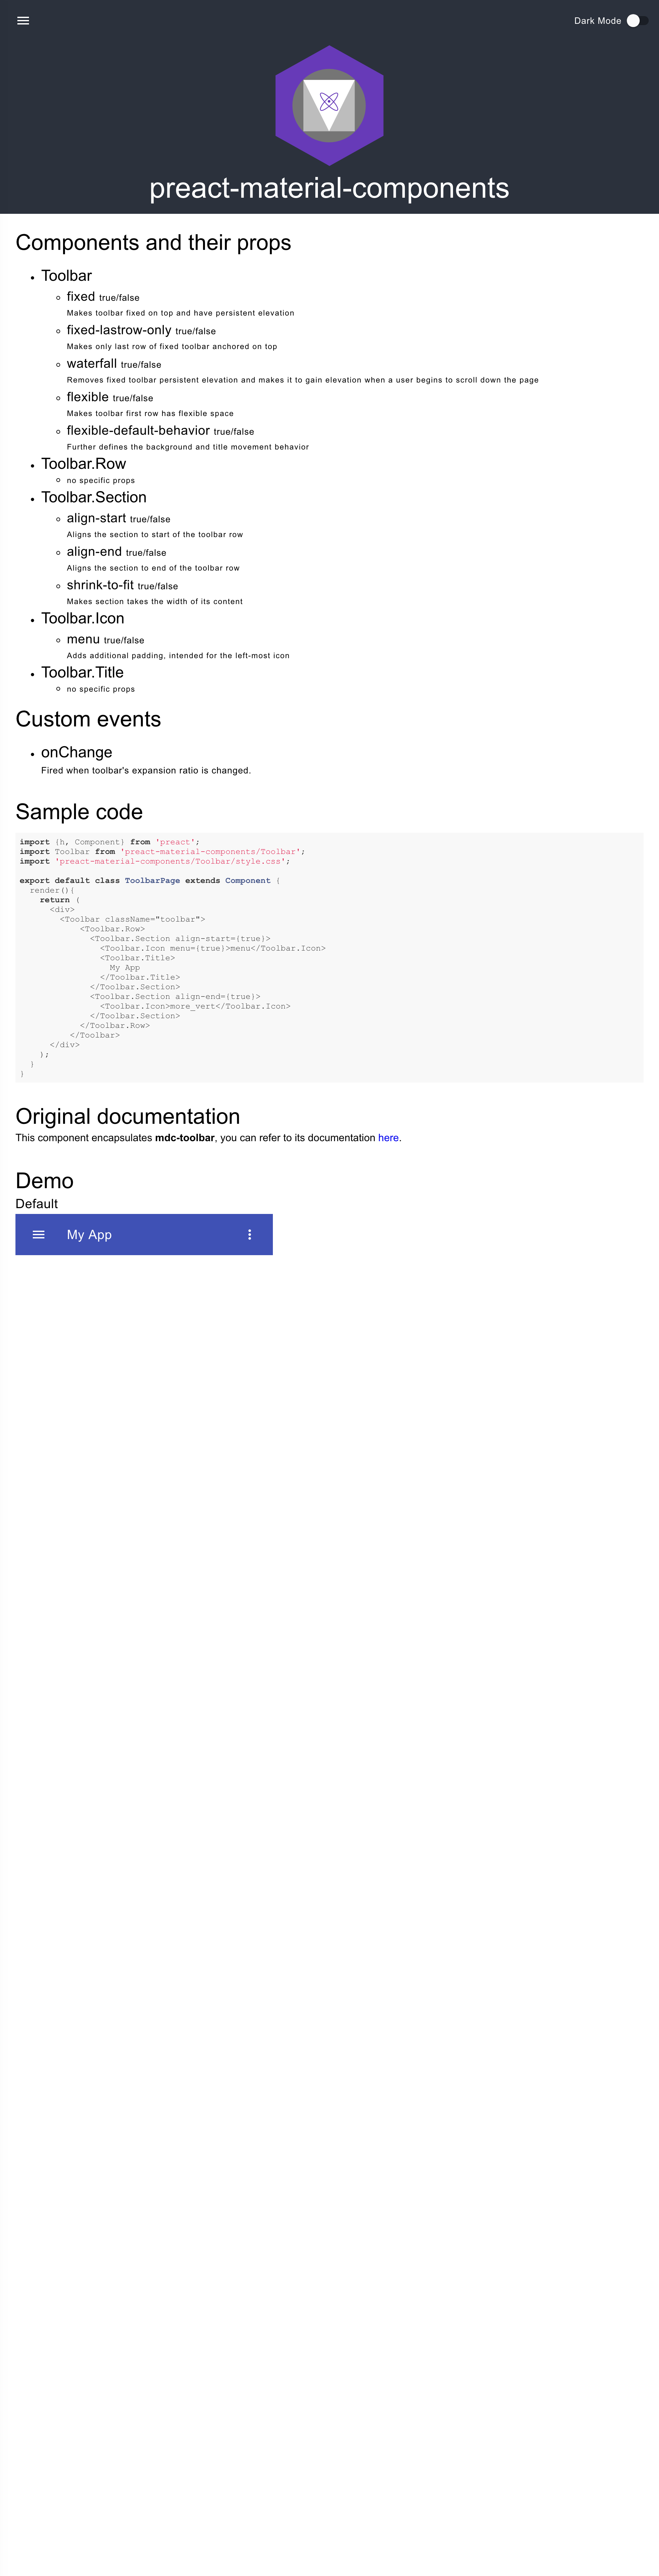 Dark Mode
preact-material-components
Components and their props
Toolbar
fixed true/false
Makes toolbar fixed on top and have persistent elevation
fixed-lastrow-only true/false
Makes only last row of fixed toolbar anchored on top
waterfall true/false
Removes fixed toolbar persistent elevation and makes it to gain elevation when a user begins to scroll down the page
flexible true/false
Makes toolbar first row has flexible space
flexible-default-behavior true/false
Further defines the background and title movement behavior
Toolbar.Row
no specific props
Toolbar.Section
align-start true/false
Aligns the section to start of the toolbar row
align-end true/false
Aligns the section to end of the toolbar row
shrink-to-fit true/false
Makes section takes the width of its content
Toolbar.Icon
menu true/false
Adds additional padding, intended for the left-most icon
Toolbar.Title
no specific props
Custom events
onChange
Fired when toolbar's expansion ratio is changed.
Sample code
import {h, Component} from 'preact';
import Toolbar from 'preact-material-components/Toolbar';
import 'preact-material-components/Toolbar/style.css';
export default class ToolbarPage extends Component {
render(){
return (
<div>
<Toolbar className="toolbar">
<Toolbar.Row>
<Toolbar.Section align-start={true}>
<Toolbar.Icon menu={true}>menu</Toolbar.Icon>
<Toolbar.Title>
My App
</Toolbar.Title>
</Toolbar.Section>
<Toolbar.Section align-end={true}>
<Toolbar.Icon>more_vert</Toolbar.Icon>
</Toolbar.Section>
</Toolbar.Row>
</Toolbar>
</div>
);
}
}
Original documentation
This component encapsulates mdc-toolbar, you can refer to its documentation here.
Demo
Default
My App